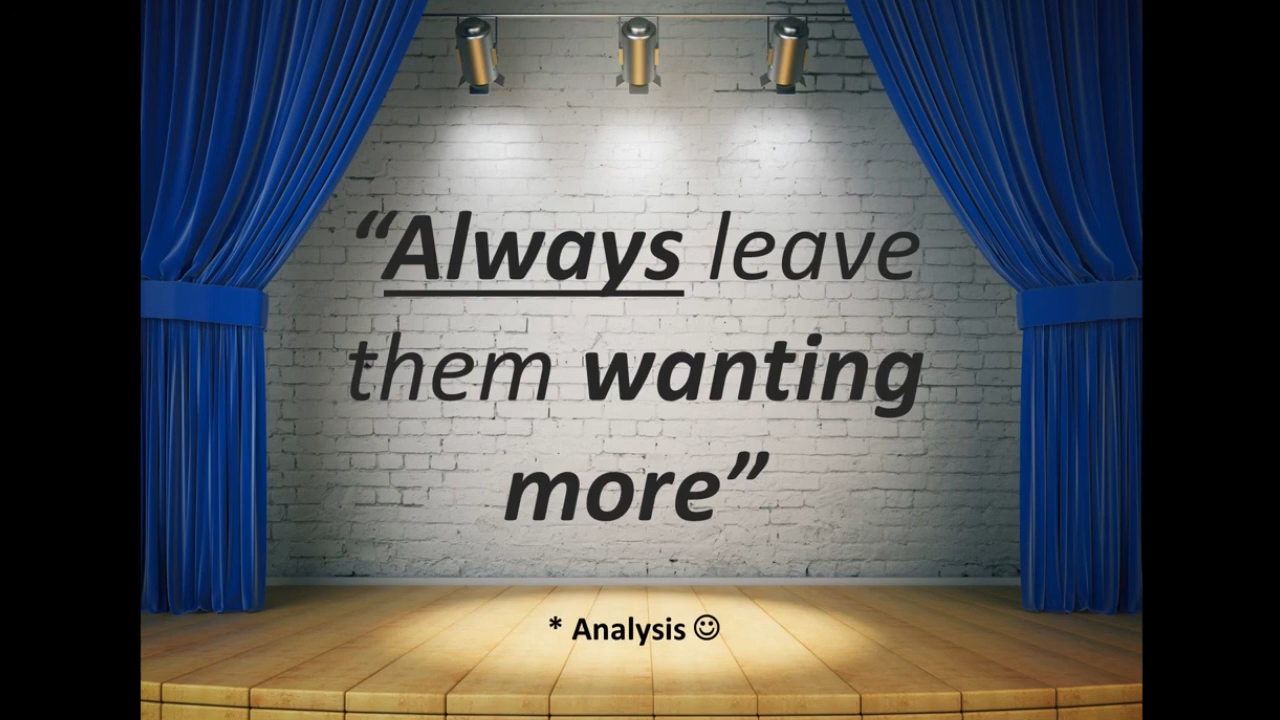 “Always leave
them wanting
more”
* Analysis ☺